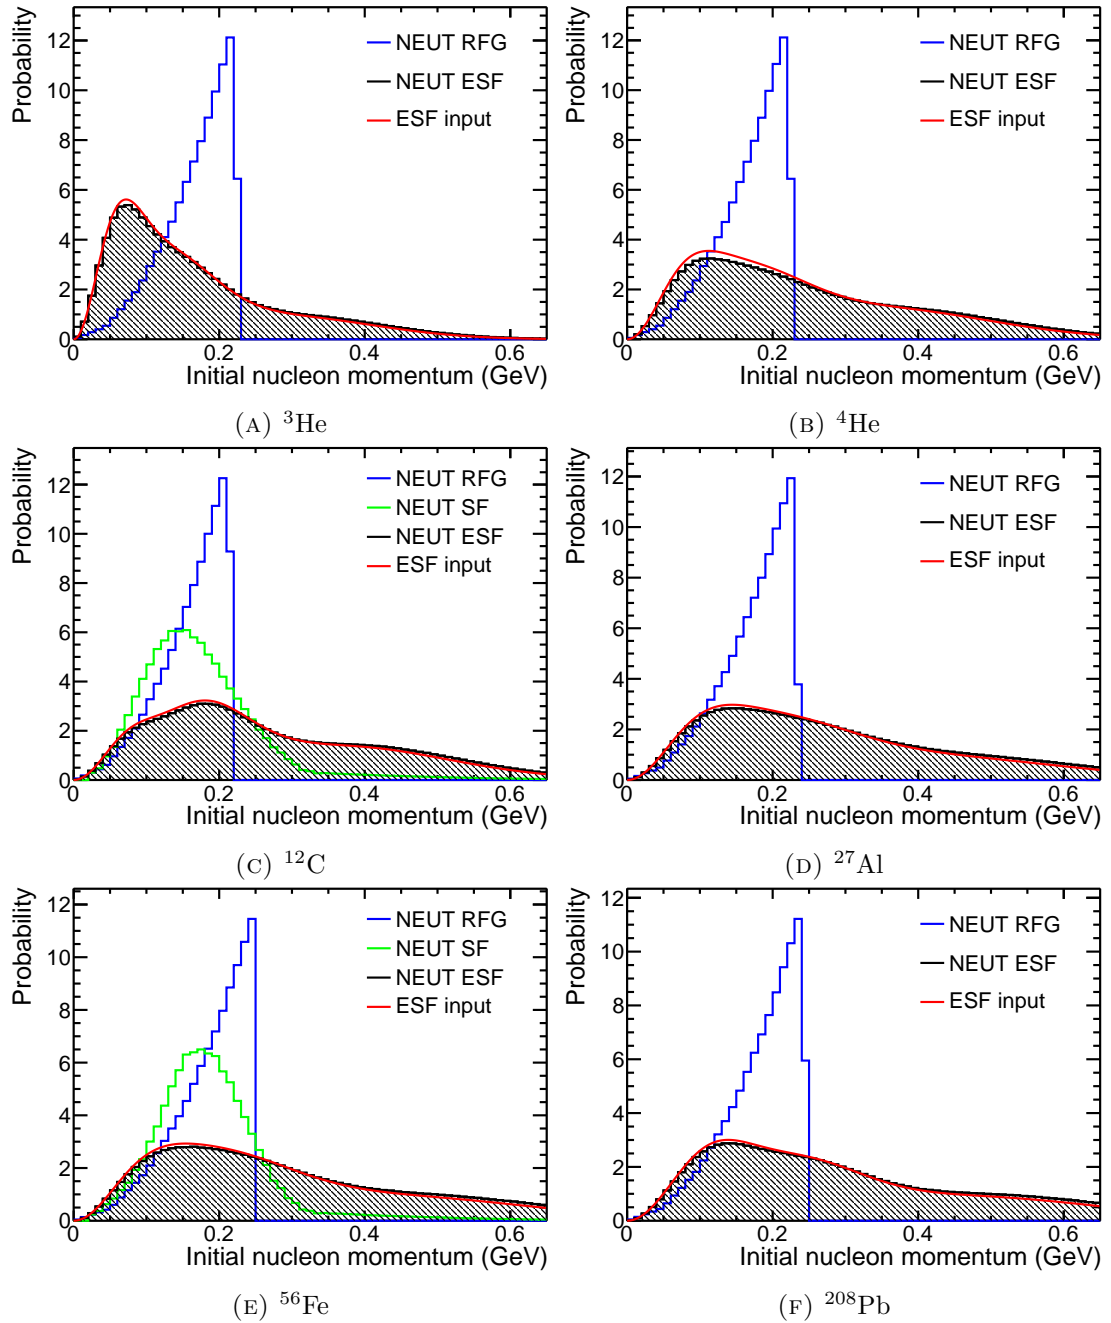 Probability
12
10
8
6
4
2
0
NEUT RFG
NEUT ESF
ESF input
0 0.2 0.4 0.6
Initial nucleon momentum (GeV)
(A) ³He
Probability
12
10
8
6
4
2
0
NEUT RFG
NEUT ESF
ESF input
0 0.2 0.4 0.6
Initial nucleon momentum (GeV)
(B) ⁴He
Probability
12
10
8
6
4
2
0
NEUT RFG
NEUT SF
NEUT ESF
ESF input
0 0.2 0.4 0.6
Initial nucleon momentum (GeV)
(C) ¹²C
Probability
12
10
8
6
4
2
0
NEUT RFG
NEUT ESF
ESF input
0 0.2 0.4 0.6
Initial nucleon momentum (GeV)
(D) ²⁷Al
Probability
12
10
8
6
4
2
0
NEUT RFG
NEUT SF
NEUT ESF
ESF input
0 0.2 0.4 0.6
Initial nucleon momentum (GeV)
(E) ⁵⁶Fe
Probability
12
10
8
6
4
2
0
NEUT RFG
NEUT ESF
ESF input
0 0.2 0.4 0.6
Initial nucleon momentum (GeV)
(F) ²⁰⁸Pb